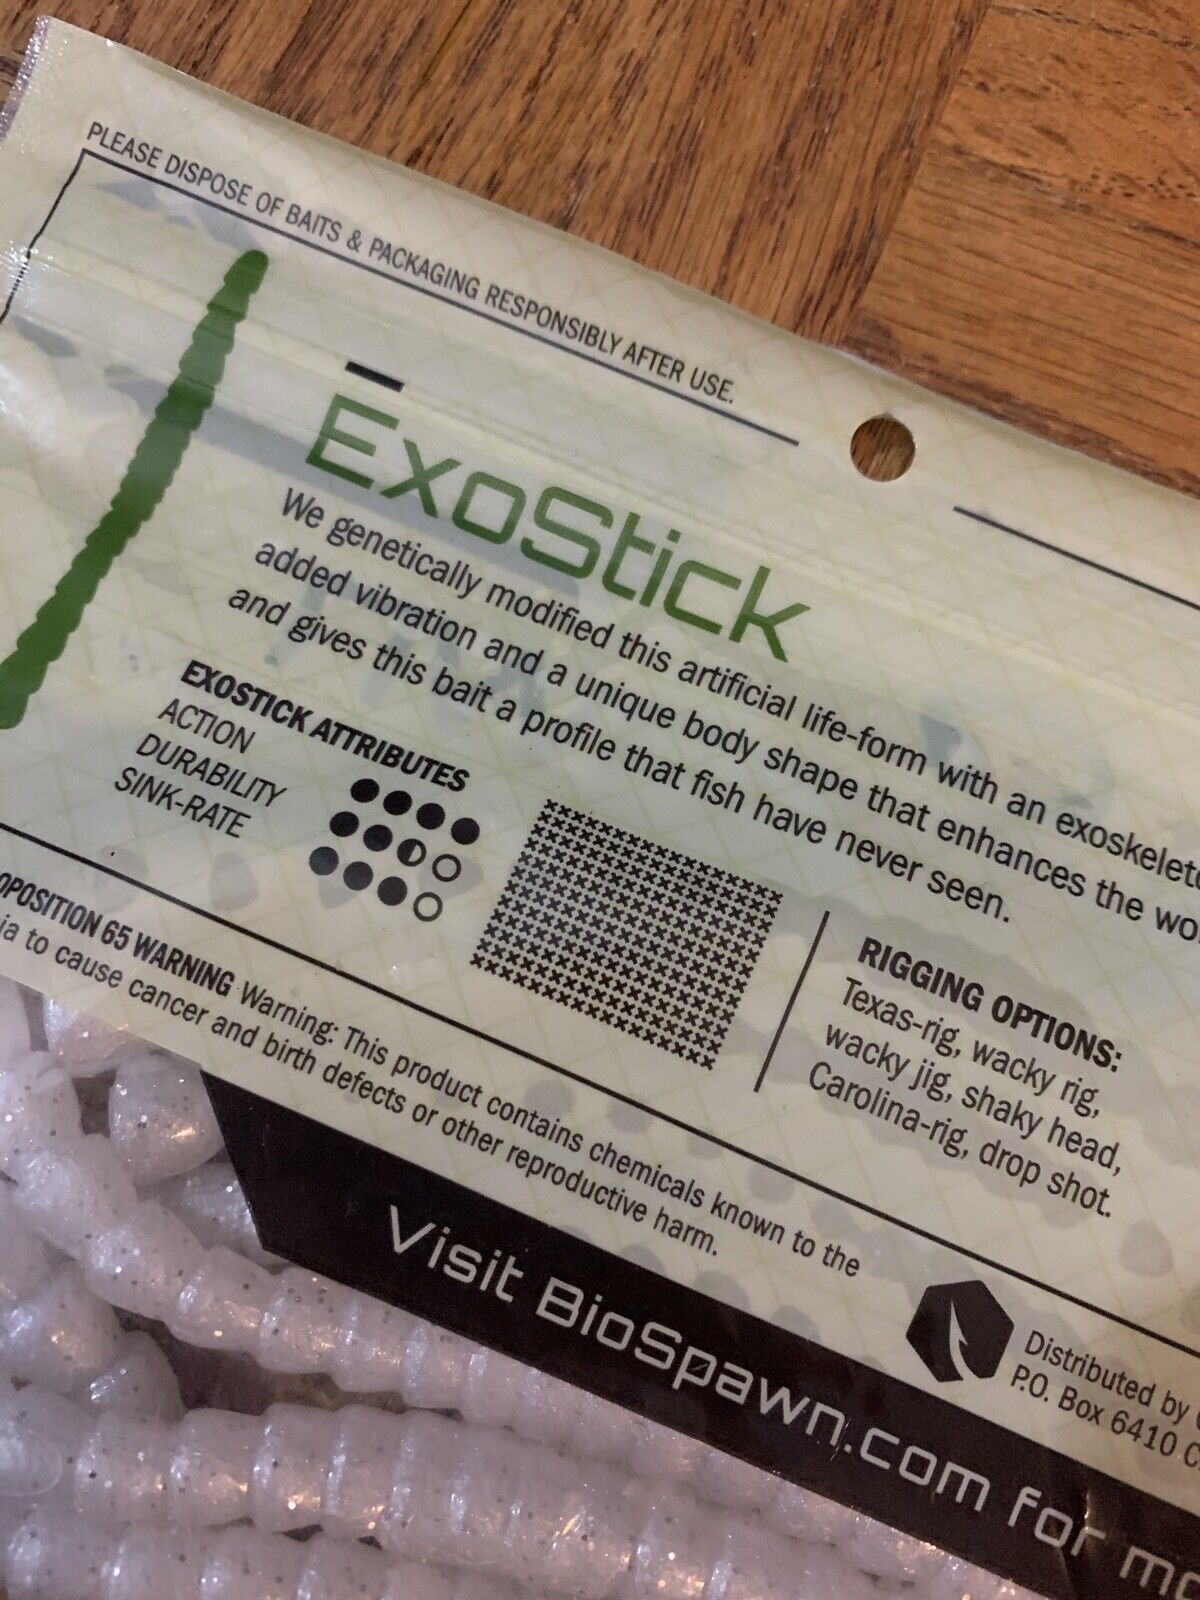 PLEASE DISPOSE OF BAITS & PACKAGING RESPONSIBLY AFTER USE.
ExoStick
We genetically modified this artificial life-form with an
added vibration and a unique body shape that enhances the
and gives this bait a profile that fish have never seen.
EXOSTICK ATTRIBUTES
ACTION
DURABILITY
SINK-RATE
RIGGING OPTIONS:
Texas-rig, wacky rig,
wacky jig, shaky head,
Carolina-rig, drop shot.
65 WARNING Warning: This product contains chemicals known to the
to cause cancer and birth defects or other reproductive harm.
Distributed by
P.O. Box 6410
Visit BioSpawn.com for